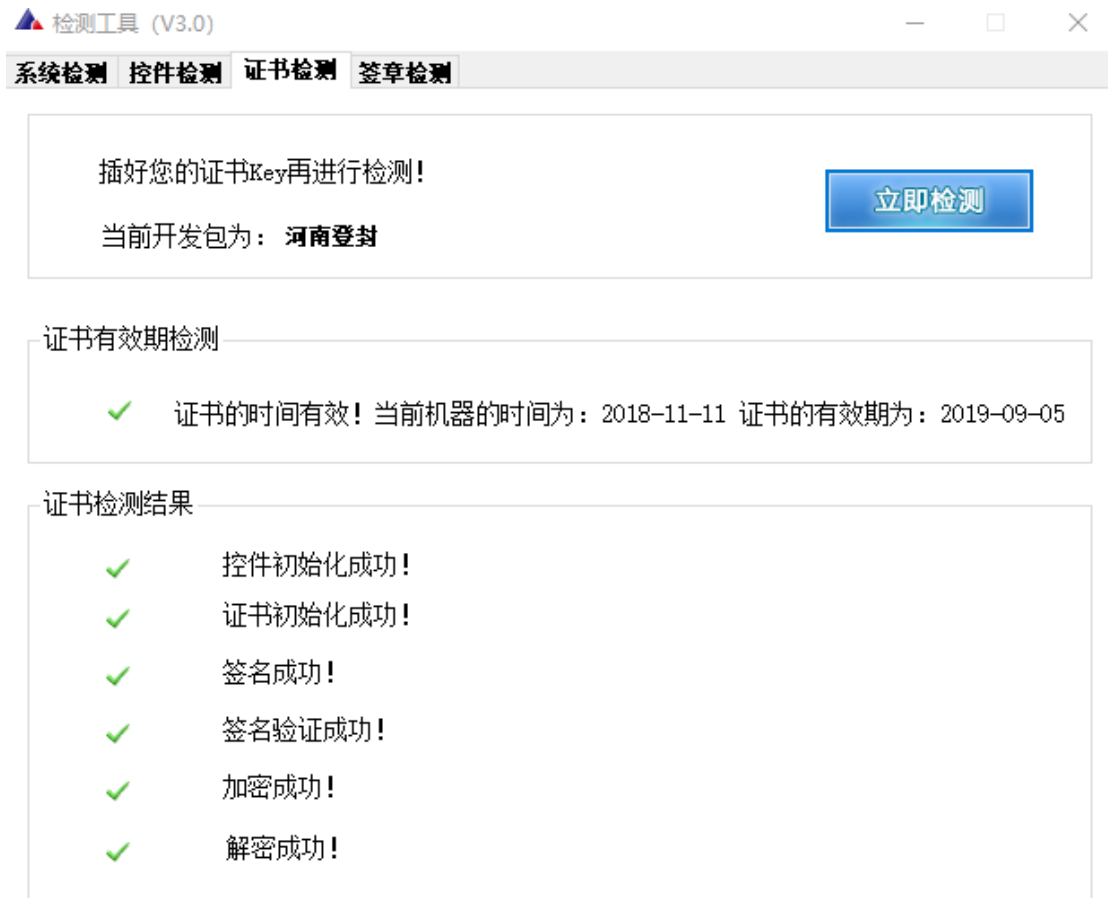 检测工具 (V3.0)
系统检测 控件检测 证书检测 签章检测
插好您的证书Key再进行检测!
立即检测
当前开发包为: 河南登封
证书有效期检测
证书的时间有效!当前机器的时间为:2018-11-11 证书的有效期为:2019-09-05
证书检测结果
控件初始化成功!
证书初始化成功!
签名成功!
签名验证成功!
加密成功!
解密成功!